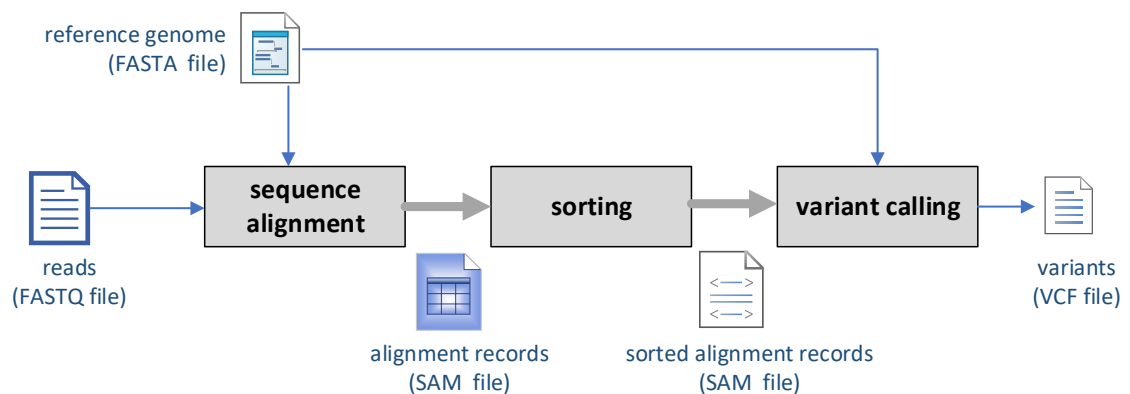 reference genome
(FASTA file)
sequence
alignment
sorting
variant calling
reads
(FASTQ file)
alignment records
(SAM file)
sorted alignment records
(SAM file)
variants
(VCF file)